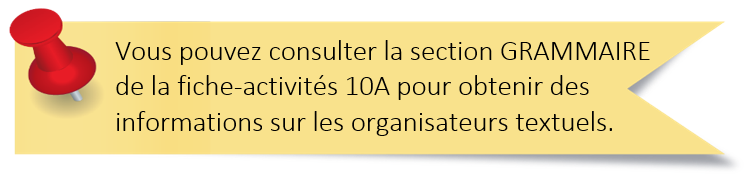 Vous pouvez consulter la section GRAMMAIRE
de la fiche-activités 10A pour obtenir des
informations sur les organisateurs textuels.